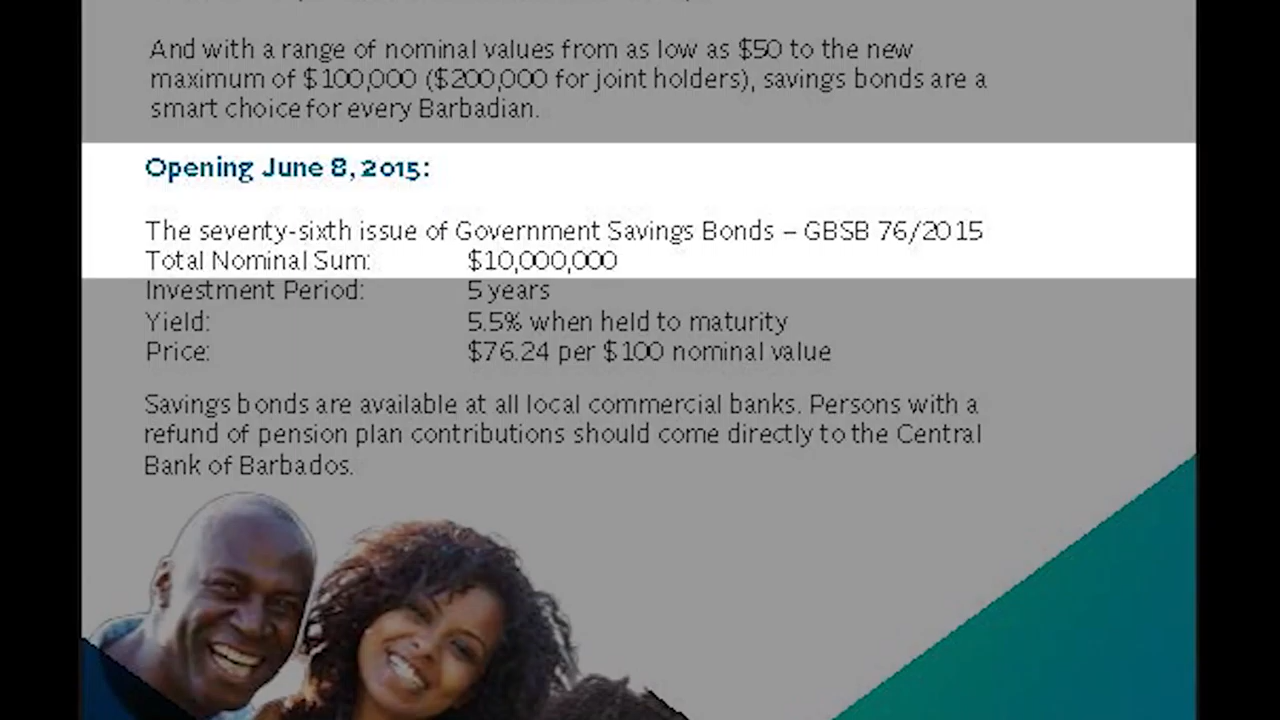 And with a range of nominal values from as low as $50 to the new
maximum of $100,000 ($200,000 for joint holders), savings bonds are a
smart choice for every Barbadian.
Opening June 8, 2015:
The seventy-sixth issue of Government Savings Bonds – GBSB 76/2015
Total Nominal Sum: $10,000,000
Investment Period: 5 years
Yield: 5.5% when held to maturity
Price: $76.24 per $100 nominal value
Savings bonds are available at all local commercial banks. Persons with a
refund of pension plan contributions should come directly to the Central
Bank of Barbados.